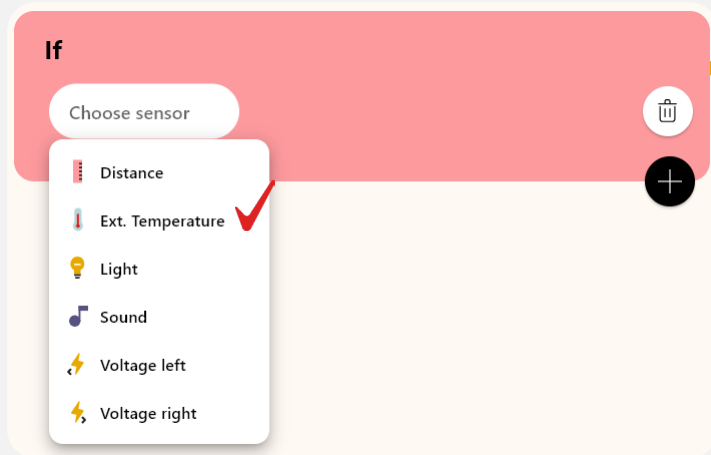 If
Choose sensor
Distance
Ext. Temperature
Light
Sound
Voltage left
Voltage right